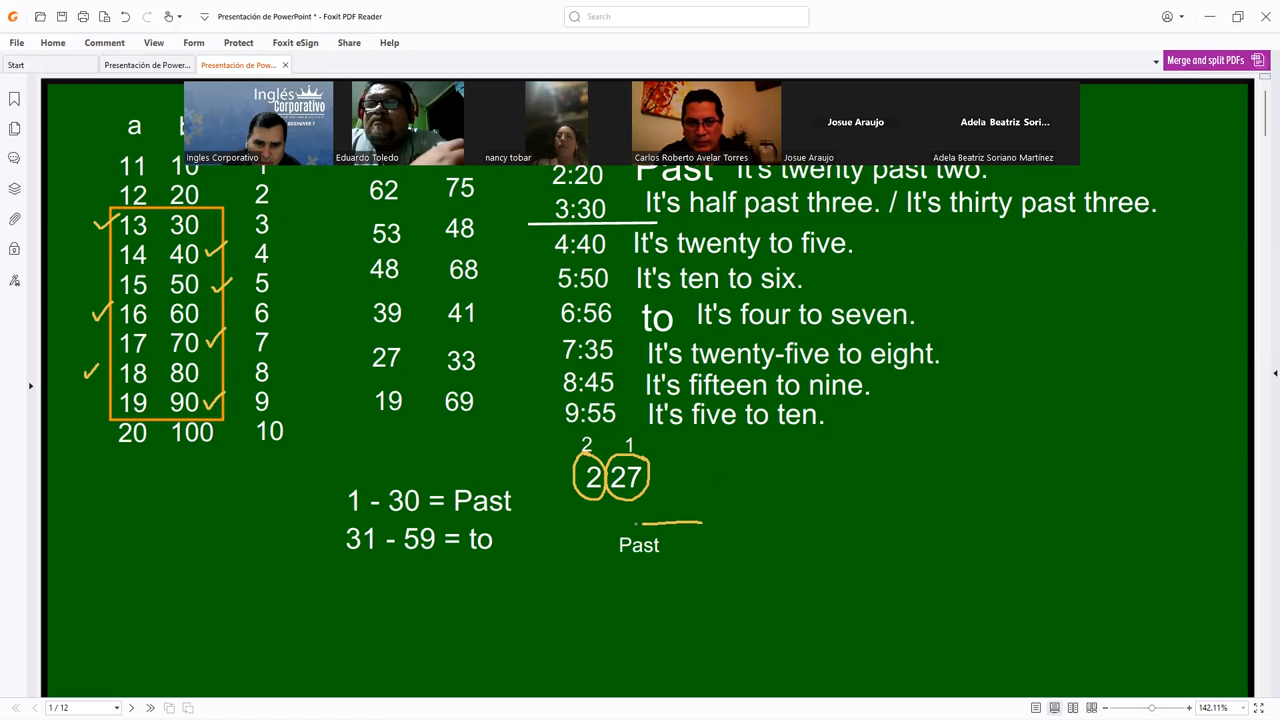 Presentación de PowerPoint * - Foxit PDF Reader
Search
File Home Comment View Form Protect Foxit eSign Share Help
Start
Presentación de Power...
Presentación de Pow...
Merge and split PDFs
Inglés
Corporativo
BEGINNER 1
Ingles Corporativo
Eduardo Toledo
nancy tobar
Carlos Roberto Avelar Torres
Josue Araujo
Josue Araujo
Adela Beatriz Sori...
Adela Beatriz Soriano Martínez
a
11 10 1
12 20 2
13 30 3
14 40 4
15 50 5
16 60 6
17 70 7
18 80 8
19 90 9
20 100 10
62 75
53 48
48 68
39 41
27 33
19 69
2:20 Past It's twenty past two.
3:30 It's half past three. / It's thirty past three.
4:40 It's twenty to five.
5:50 It's ten to six.
6:56 to It's four to seven.
7:35 It's twenty-five to eight.
8:45 It's fifteen to nine.
9:55 It's five to ten.
2 1
2 27
Past
1 - 30 = Past
31 - 59 = to
1 / 12
142.11%